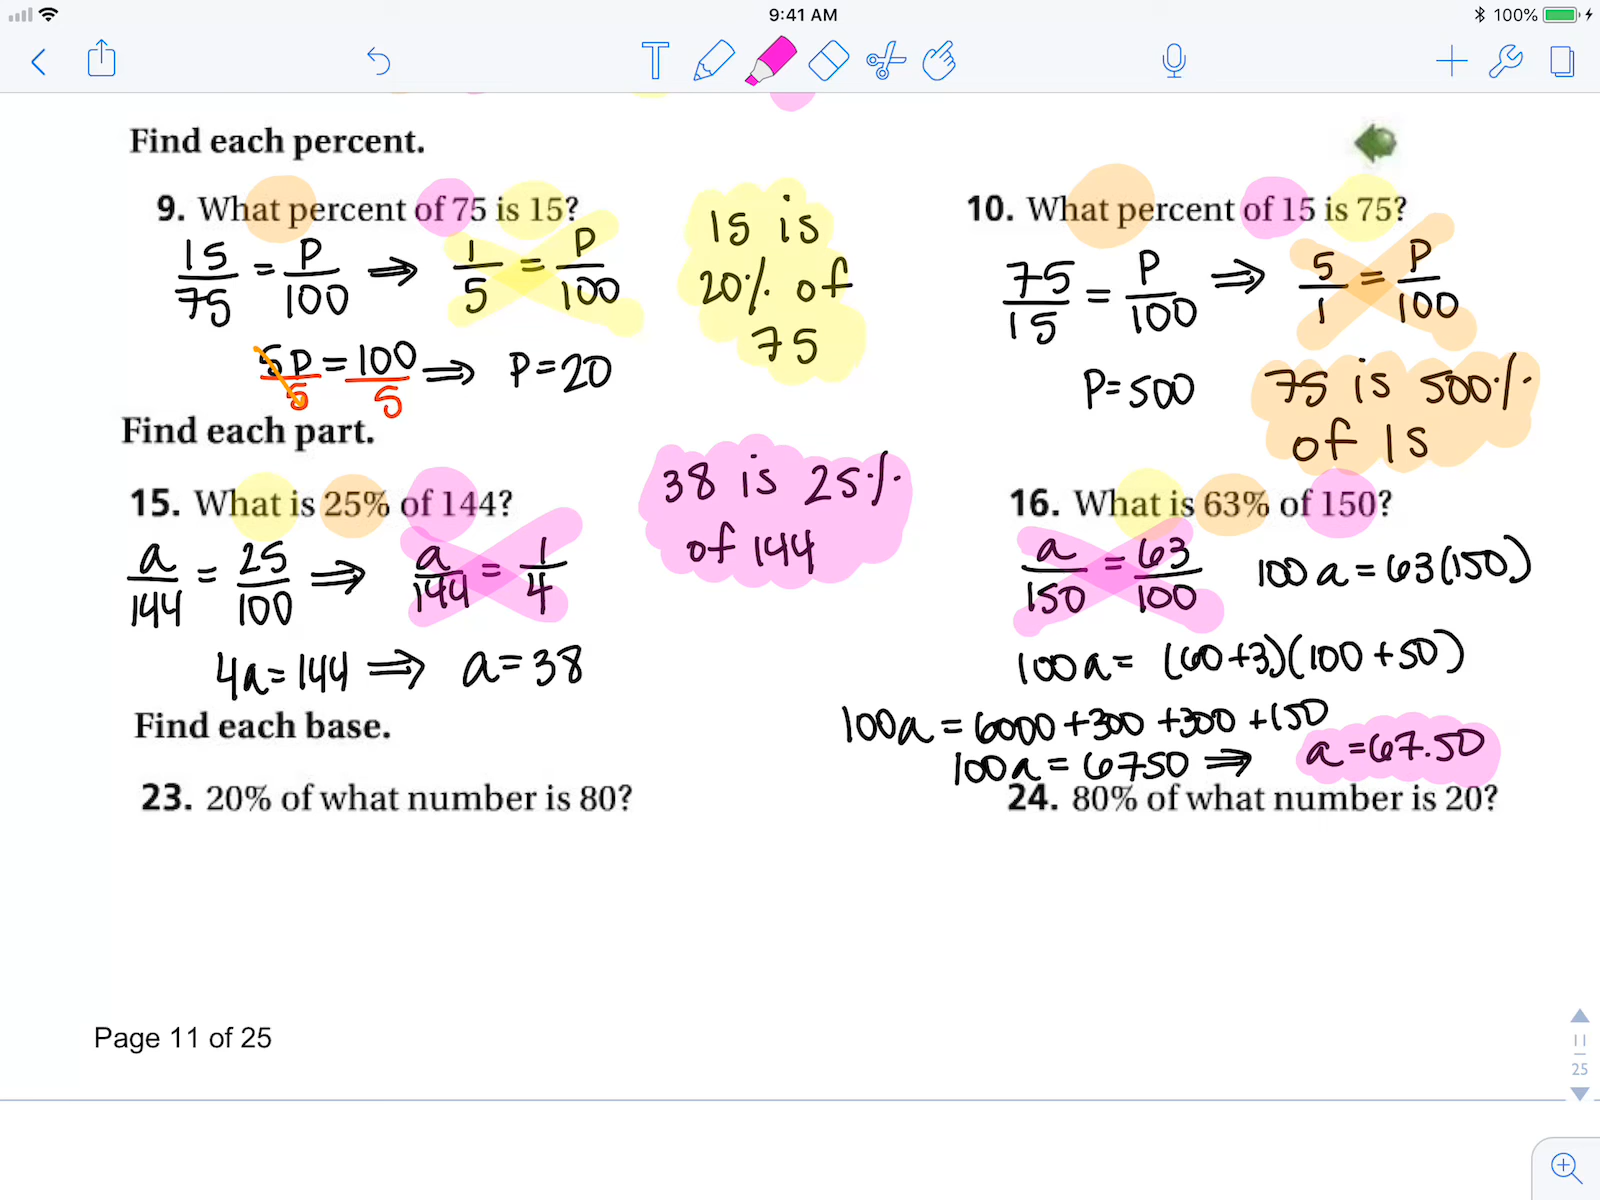 9:41 AM
100%
T
Find each percent.
9. What percent of 75 is 15?
15/75 = P/100 ⇒ 1/5 = P/100
5P/5 = 100/5 ⇒ P=20
15 is
20% of
75
10. What percent of 15 is 75?
75/15 = P/100 ⇒ 5/1 = P/100
P=500
75 is 500%
of 15
Find each part.
15. What is 25% of 144?
a/144 = 25/100 ⇒ a/144 = 1/4
4a=144 ⇒ a=38
38 is 25%
of 144
16. What is 63% of 150?
a/150 = 63/100
100a=63(150)
100a= (60+3)(100+50)
100a=6000+300+300+150
100a=6750 ⇒ a=67.50
Find each base.
23. 20% of what number is 80?
24. 80% of what number is 20?
Page 11 of 25
11
25